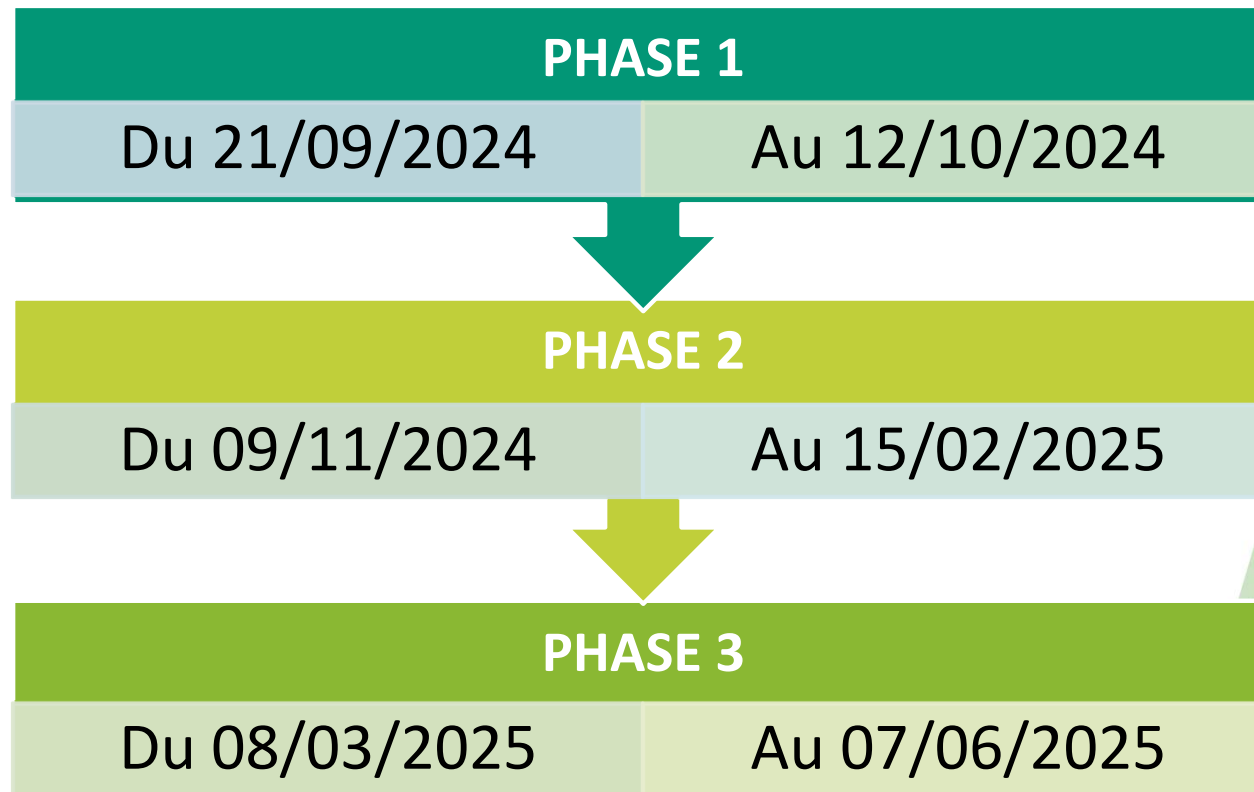 PHASE 1
Du 21/09/2024 Au 12/10/2024
PHASE 2
Du 09/11/2024 Au 15/02/2025
PHASE 3
Du 08/03/2025 Au 07/06/2025